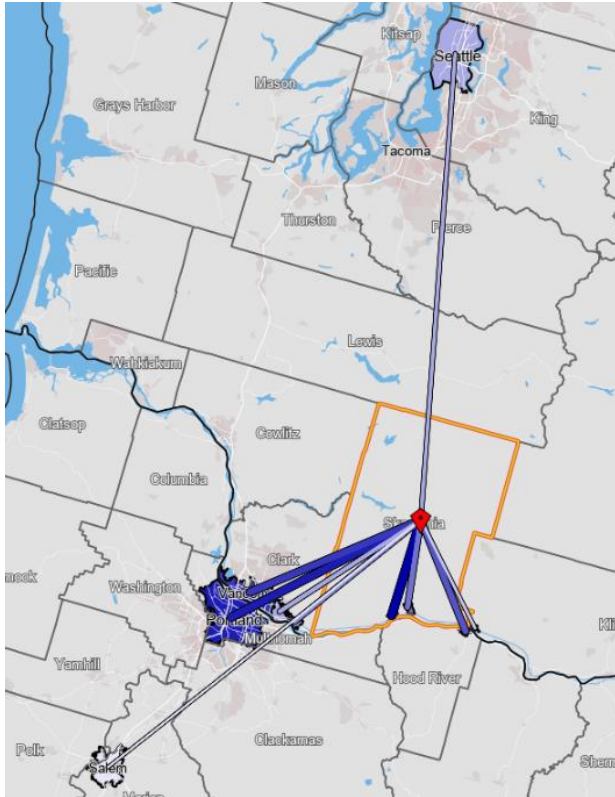 Kitsap
Seattle
Mason
Grays Harbor
King
Tacoma
Thurston
Pierce
Pacific
Lewis
Wahkiakum
Clatsop
Cowlitz
Columbia
Clark
Washington
Portland
Multnomah
Hood River
Yamhill
Clackamas
Polk
Salem